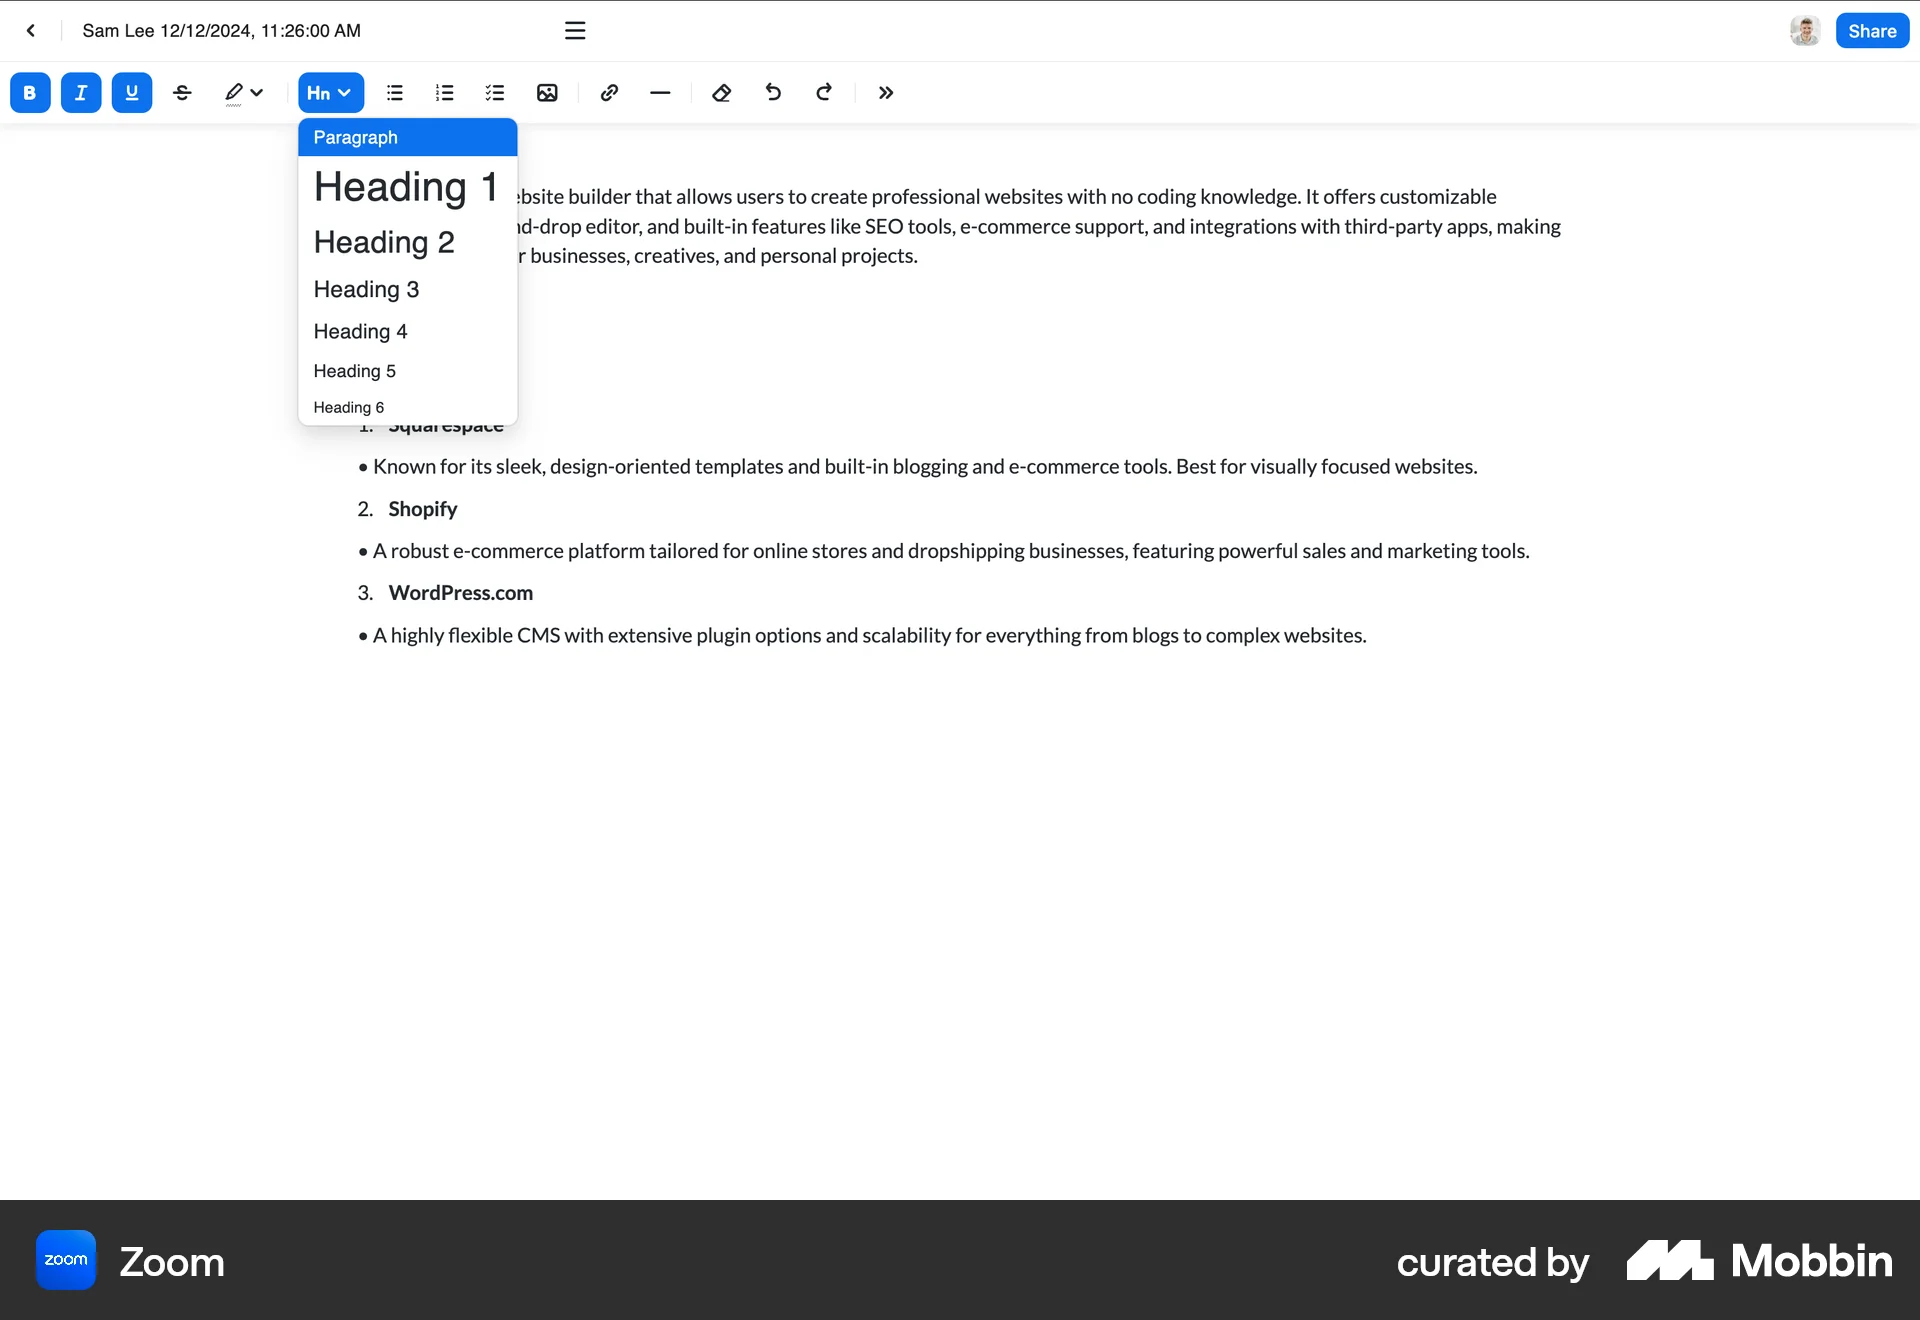 Sam Lee 12/12/2024, 11:26:00 AM
Share
B I U S Hn
Paragraph
Heading 1
Heading 2
Heading 3
Heading 4
Heading 5
Heading 6
ebsite builder that allows users to create professional websites with no coding knowledge. It offers customizable
nd-drop editor, and built-in features like SEO tools, e-commerce support, and integrations with third-party apps, making
r businesses, creatives, and personal projects.
1. Squarespace
• Known for its sleek, design-oriented templates and built-in blogging and e-commerce tools. Best for visually focused websites.
2. Shopify
• A robust e-commerce platform tailored for online stores and dropshipping businesses, featuring powerful sales and marketing tools.
3. WordPress.com
• A highly flexible CMS with extensive plugin options and scalability for everything from blogs to complex websites.
zoom Zoom
curated by Mobbin